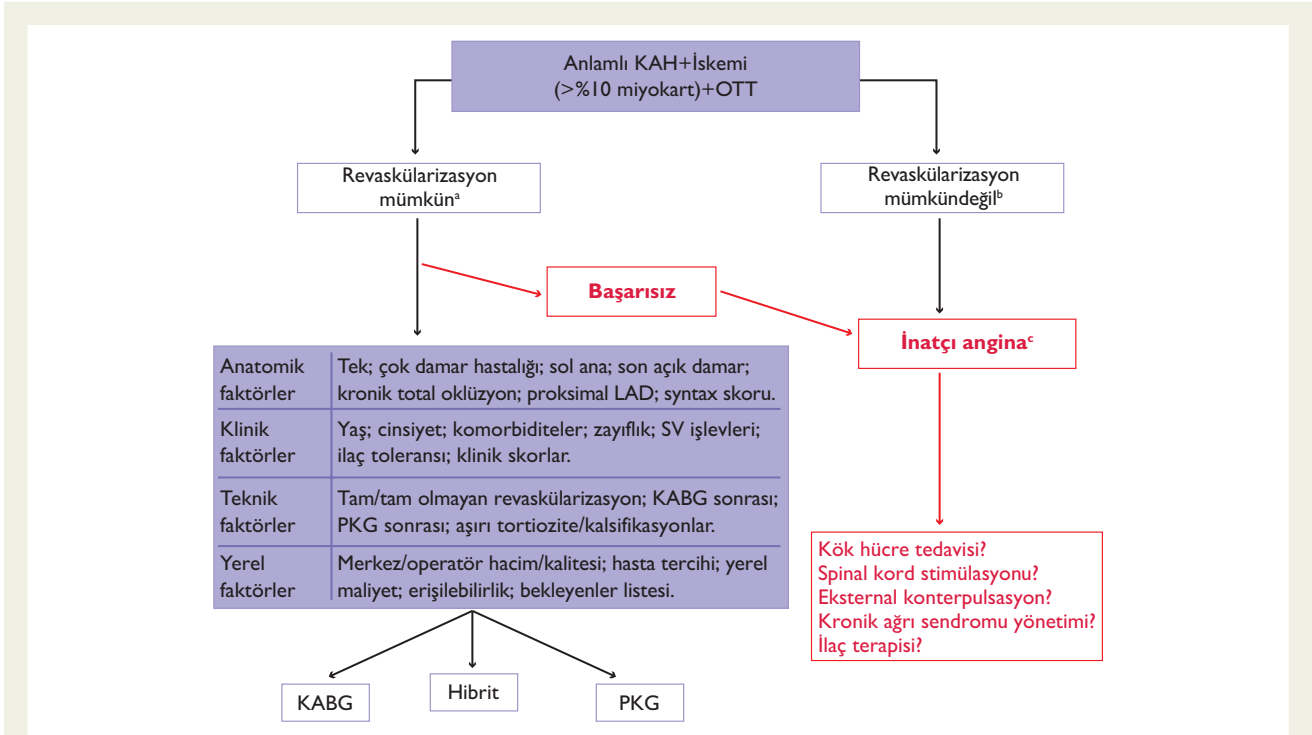 Anlamlı KAH+İskemi
(>%10 miyokart)+OTT
Revaskülarizasyon
mümkünᵃ
Revaskülarizasyon
mümkündeğilᵇ
Başarısız
İnatçı anginaᶜ
Anatomik
faktörler
Tek; çok damar hastalığı; sol ana; son açık damar;
kronik total oklüzyon; proksimal LAD; syntax skoru.
Klinik
faktörler
Yaş; cinsiyet; komorbiditeler; zayıflık; SV işlevleri;
ilaç toleransı; klinik skorlar.
Teknik
faktörler
Tam/tam olmayan revaskülarizasyon; KABG sonrası;
PKG sonrası; aşırı tortiozite/kalsifikasyonlar.
Yerel
faktörler
Merkez/operatör hacim/kalitesi; hasta tercihi; yerel
maliyet; erişilebilirlik; bekleyenler listesi.
Kök hücre tedavisi?
Spinal kord stimülasyonu?
Eksternal konterpulsasyon?
Kronik ağrı sendromu yönetimi?
İlaç terapisi?
KABG
Hibrit
PKG